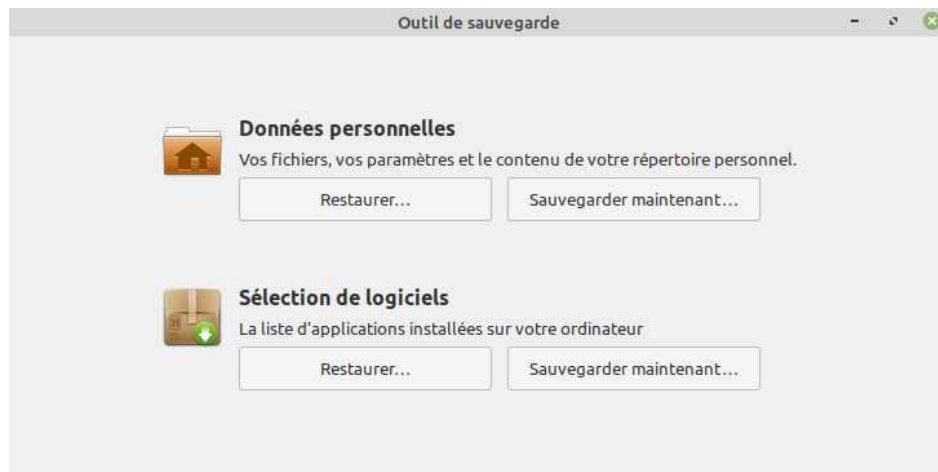 Outil de sauvegarde
Données personnelles
Vos fichiers, vos paramètres et le contenu de votre répertoire personnel.
Restaurer...
Sauvegarder maintenant...
Sélection de logiciels
La liste d'applications installées sur votre ordinateur
Restaurer...
Sauvegarder maintenant...